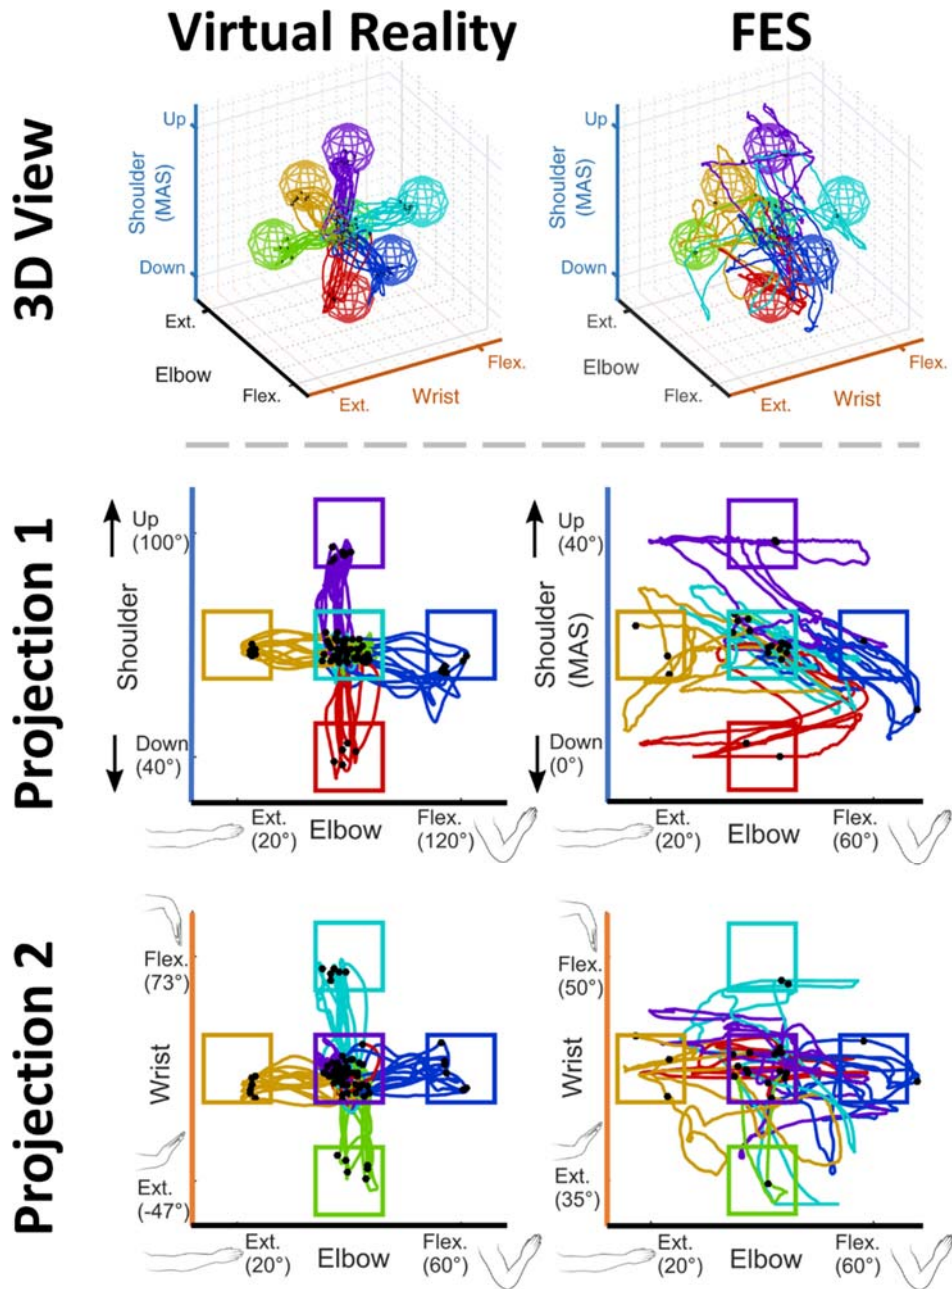 Virtual Reality
FES
3D View
Up
Shoulder
(MAS)
Down
Ext.
Elbow
Flex.
Ext.
Wrist
Flex.
Up
Shoulder
(MAS)
Down
Ext.
Elbow
Flex.
Ext.
Wrist
Flex.
Projection 1
Up
(100°)
Shoulder
Down
(40°)
Ext.
(20°)
Elbow
Flex.
(120°)
Up
(40°)
Shoulder
(MAS)
Down
(0°)
Ext.
(20°)
Elbow
Flex.
(60°)
Projection 2
Flex.
(73°)
Wrist
Ext.
(-47°)
Ext.
(20°)
Elbow
Flex.
(60°)
Flex.
(50°)
Wrist
Ext.
(35°)
Ext.
(20°)
Elbow
Flex.
(60°)